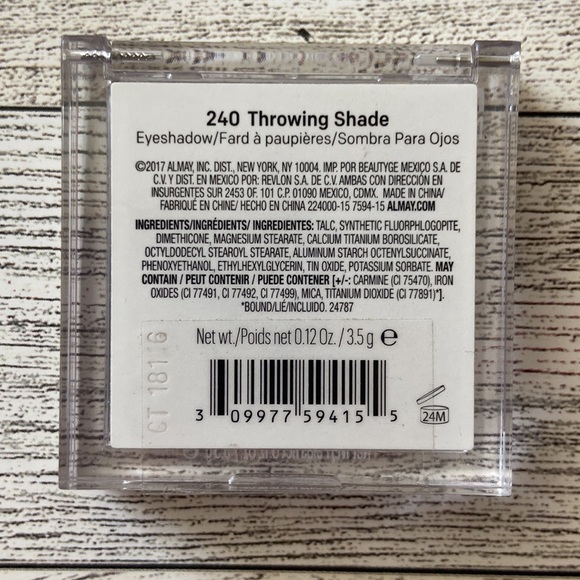 240 Throwing Shade
Eyeshadow/Fard à paupières/Sombra Para Ojos
©2017 ALMAY, INC. DIST., NEW YORK, NY 10004. IMP. POR BEAUTYGE MEXICO S.A. DE
C.V. Y DIST. EN MEXICO POR: REVLON S.A. DE C.V. AMBAS CON DIRECCIÓN EN
INSURGENTES SUR 2453 OF. 101 C.P. 01090 MEXICO, CDMX. MADE IN CHINA/
FABRIQUÉ EN CHINE/ HECHO EN CHINA 224000-15 7594-15 ALMAY.COM
INGREDIENTS/INGRÉDIENTS/ INGREDIENTES: TALC, SYNTHETIC FLUORPHLOGOPITE,
DIMETHICONE, MAGNESIUM STEARATE, CALCIUM TITANIUM BOROSILICATE,
OCTYLDODECYL STEAROYL STEARATE, ALUMINUM STARCH OCTENYLSUCCINATE,
PHENOXYETHANOL, ETHYLHEXYLGLYCERIN, TIN OXIDE, POTASSIUM SORBATE. MAY
CONTAIN / PEUT CONTENIR / PUEDE CONTENER [+/-: CARMINE (CI 75470), IRON
OXIDES (CI 77491, CI 77492, CI 77499), MICA, TITANIUM DIOXIDE (CI 77891)*].
*BOUND/LIÉ/INCLUIDO. 24787
Net wt./Poids net 0.12 Oz. / 3.5 g ℮
CT 18116
3 09977 59415 5
24M